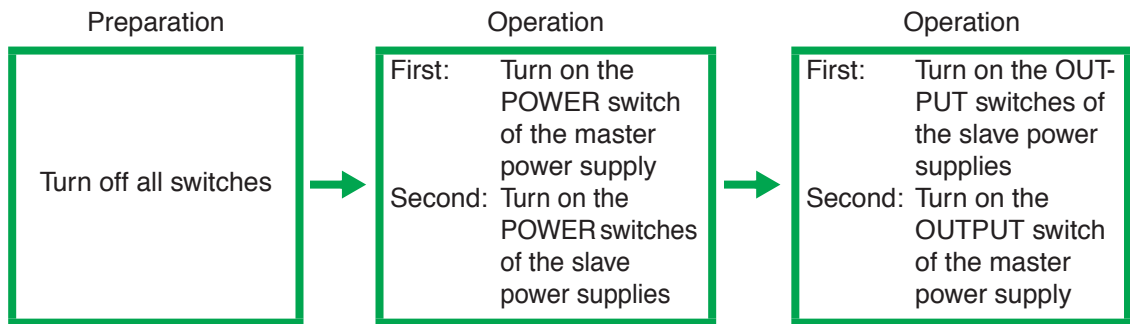 Preparation
Turn off all switches
Operation
First: Turn on the
POWER switch
of the master
power supply
Second: Turn on the
POWER switches
of the slave
power supplies
Operation
First: Turn on the OUT-
PUT switches of
the slave power
supplies
Second: Turn on the
OUTPUT switch
of the master
power supply